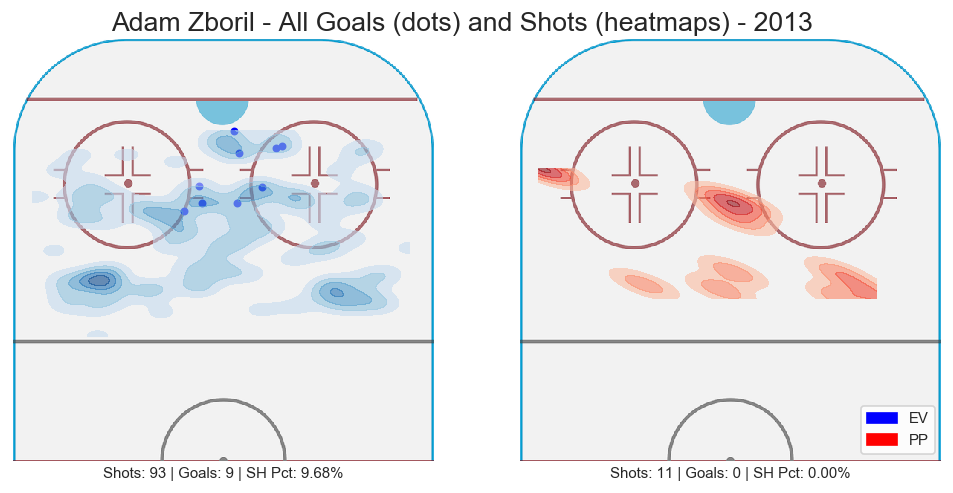 Adam Zboril - All Goals (dots) and Shots (heatmaps) - 2013
EV
PP
Shots: 93 | Goals: 9 | SH Pct: 9.68%
Shots: 11 | Goals: 0 | SH Pct: 0.00%